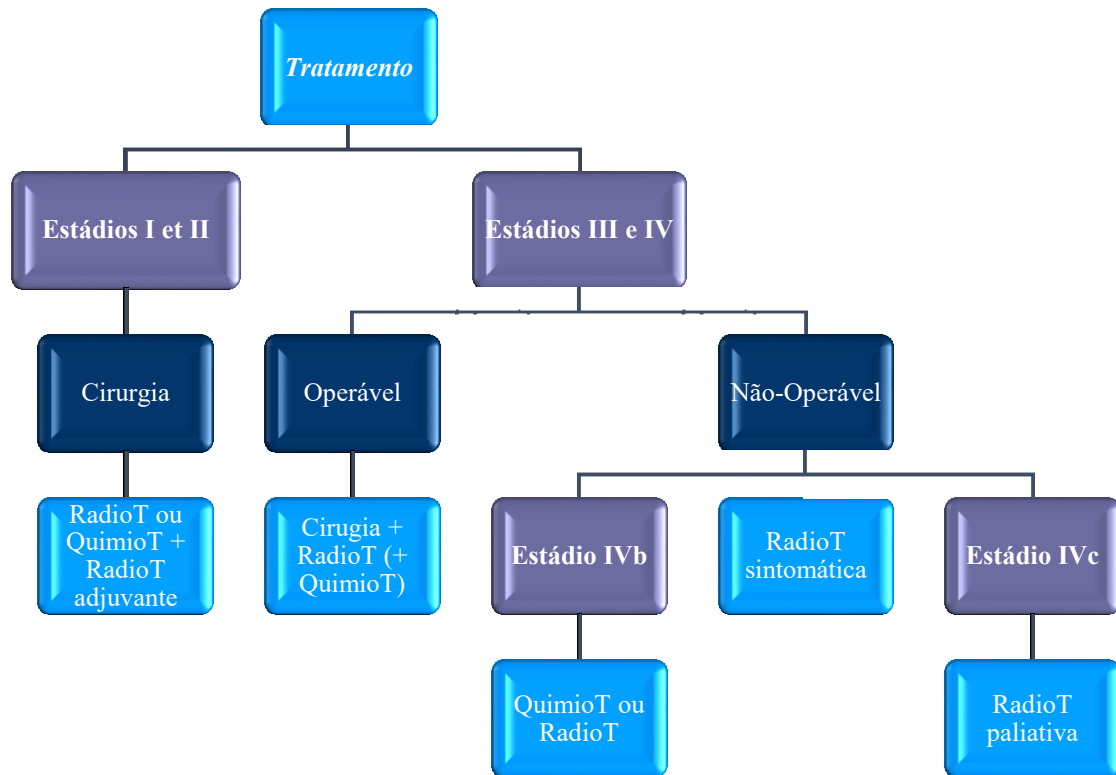 Tratamento
Estádios I et II
Estádios III e IV
Cirurgia
Operável
Não-Operável
RadioT ou
QuimioT +
RadioT
adjuvante
Cirugia +
RadioT (+
QuimioT)
Estádio IVb
RadioT
sintomática
Estádio IVc
QuimioT ou
RadioT
RadioT
paliativa